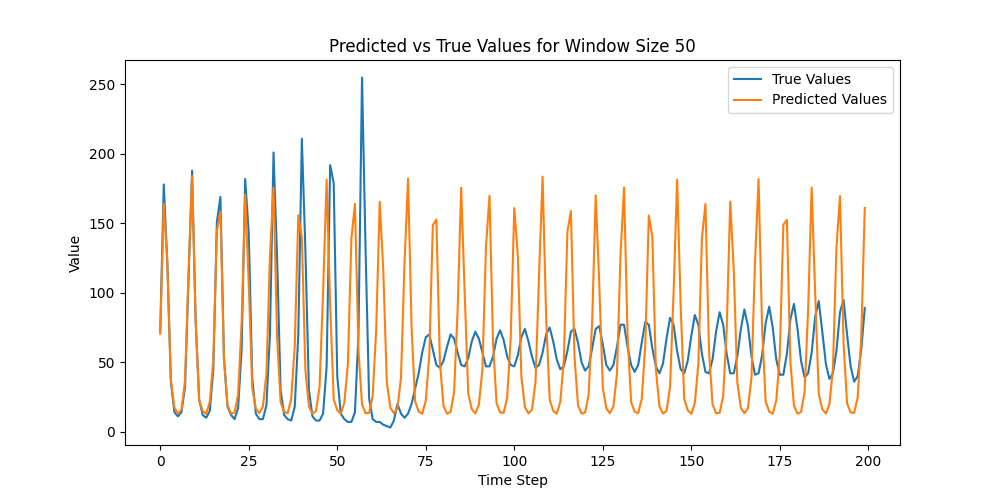 Predicted vs True Values for Window Size 50
True Values
Predicted Values
250
200
150
100
50
0
Value
0 25 50 75 100 125 150 175 200
Time Step